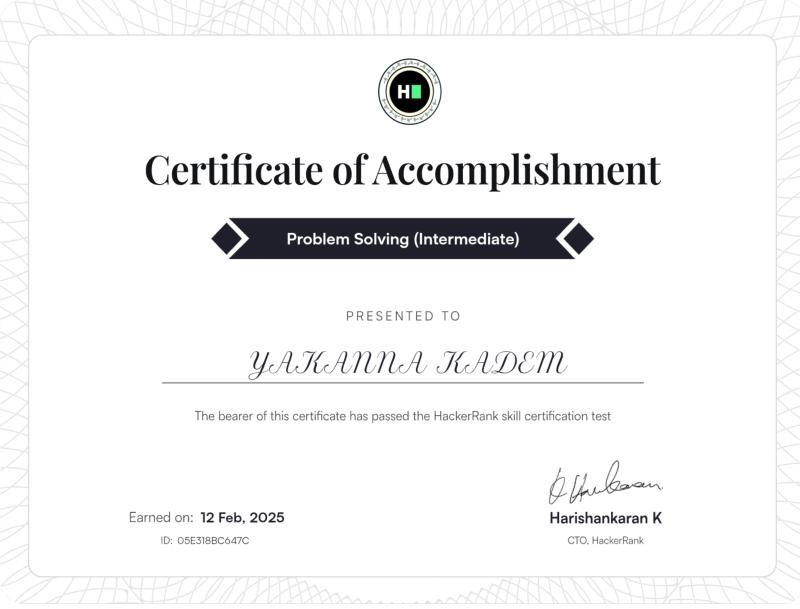 H
Certificate of Accomplishment
Problem Solving (Intermediate)
PRESENTED TO
YAKANNA KADEM
The bearer of this certificate has passed the HackerRank skill certification test
Earned on: 12 Feb, 2025
ID: 05E318BC647C
Harishankaran K
CTO, HackerRank